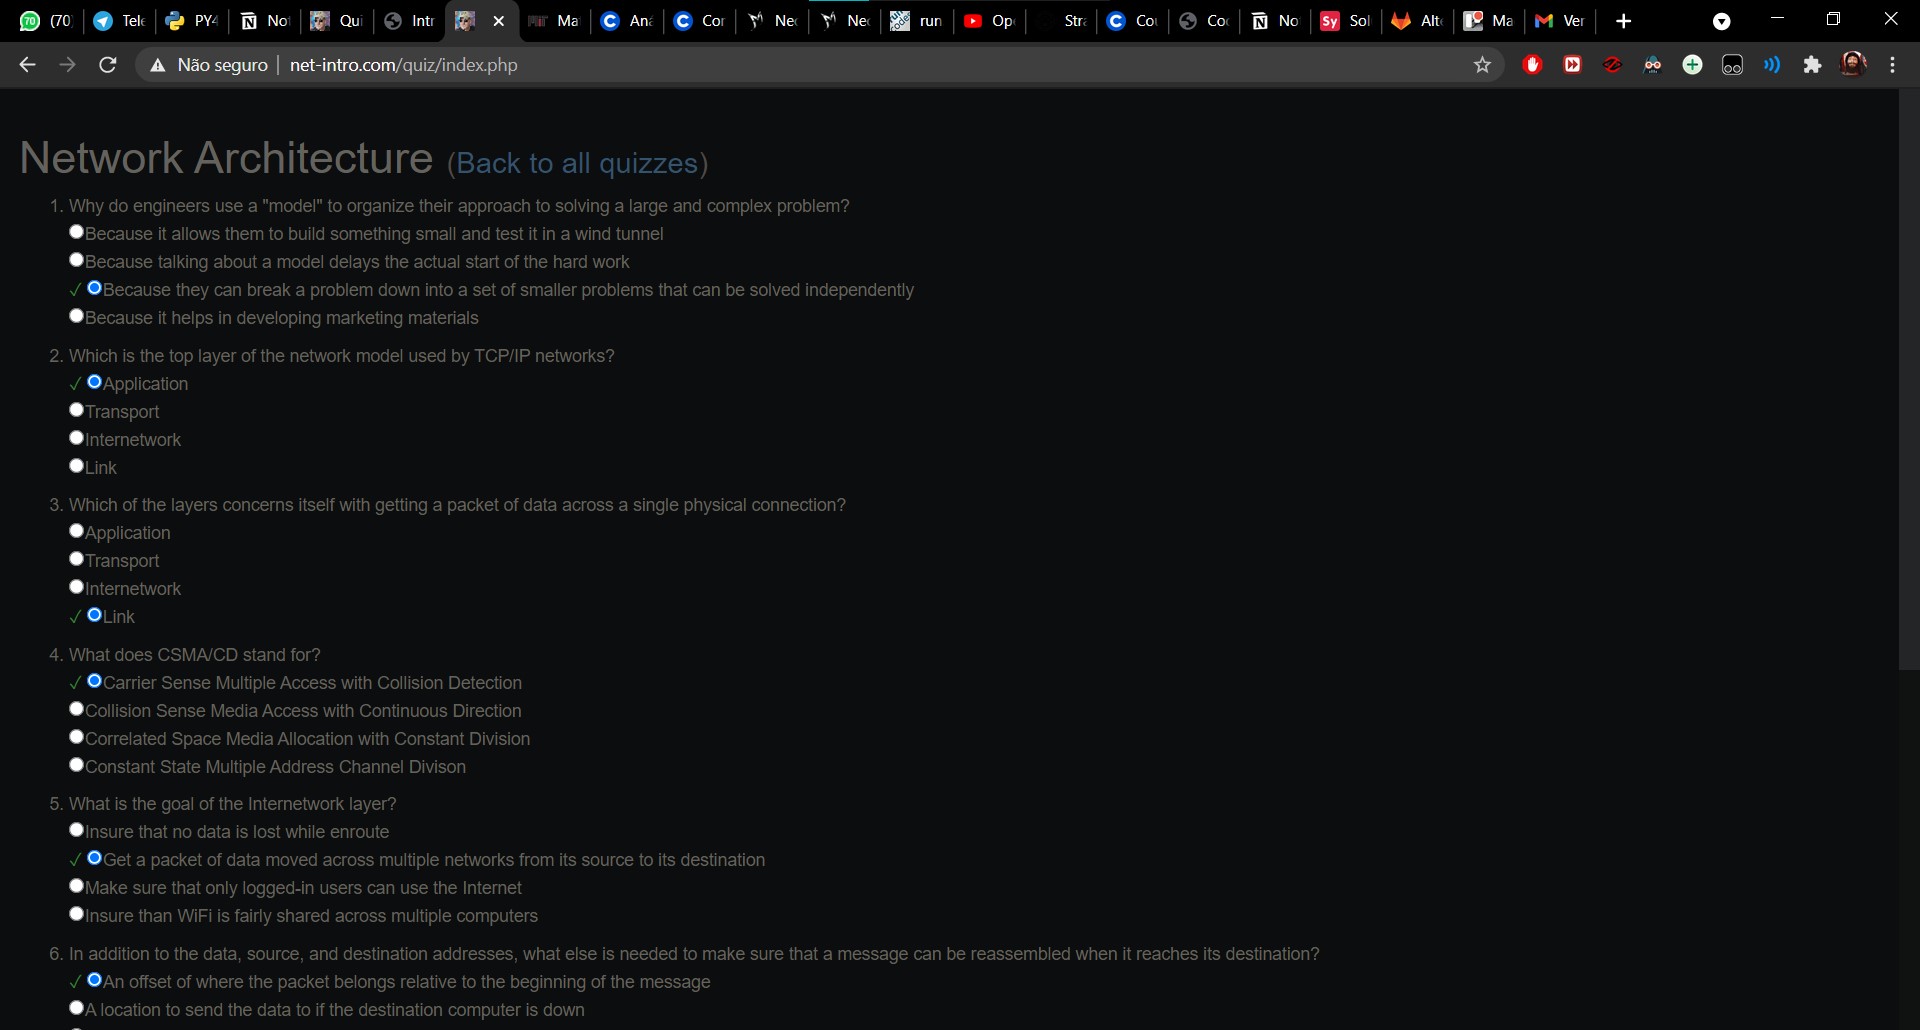 70 (70 Tele PY4 No Qui Intr Ma Aná Cor Nec Nec run Op Stra Cou Coc No Sy Sol Alte Ma Ver
Não seguro | net-intro.com/quiz/index.php
Network Architecture (Back to all quizzes)
1. Why do engineers use a "model" to organize their approach to solving a large and complex problem?
Because it allows them to build something small and test it in a wind tunnel
Because talking about a model delays the actual start of the hard work
✓ Because they can break a problem down into a set of smaller problems that can be solved independently
Because it helps in developing marketing materials
2. Which is the top layer of the network model used by TCP/IP networks?
✓ Application
Transport
Internetwork
Link
3. Which of the layers concerns itself with getting a packet of data across a single physical connection?
Application
Transport
Internetwork
✓ Link
4. What does CSMA/CD stand for?
✓ Carrier Sense Multiple Access with Collision Detection
Collision Sense Media Access with Continuous Direction
Correlated Space Media Allocation with Constant Division
Constant State Multiple Address Channel Divison
5. What is the goal of the Internetwork layer?
Insure that no data is lost while enroute
✓ Get a packet of data moved across multiple networks from its source to its destination
Make sure that only logged-in users can use the Internet
Insure than WiFi is fairly shared across multiple computers
6. In addition to the data, source, and destination addresses, what else is needed to make sure that a message can be reassembled when it reaches its destination?
✓ An offset of where the packet belongs relative to the beginning of the message
A location to send the data to if the destination computer is down